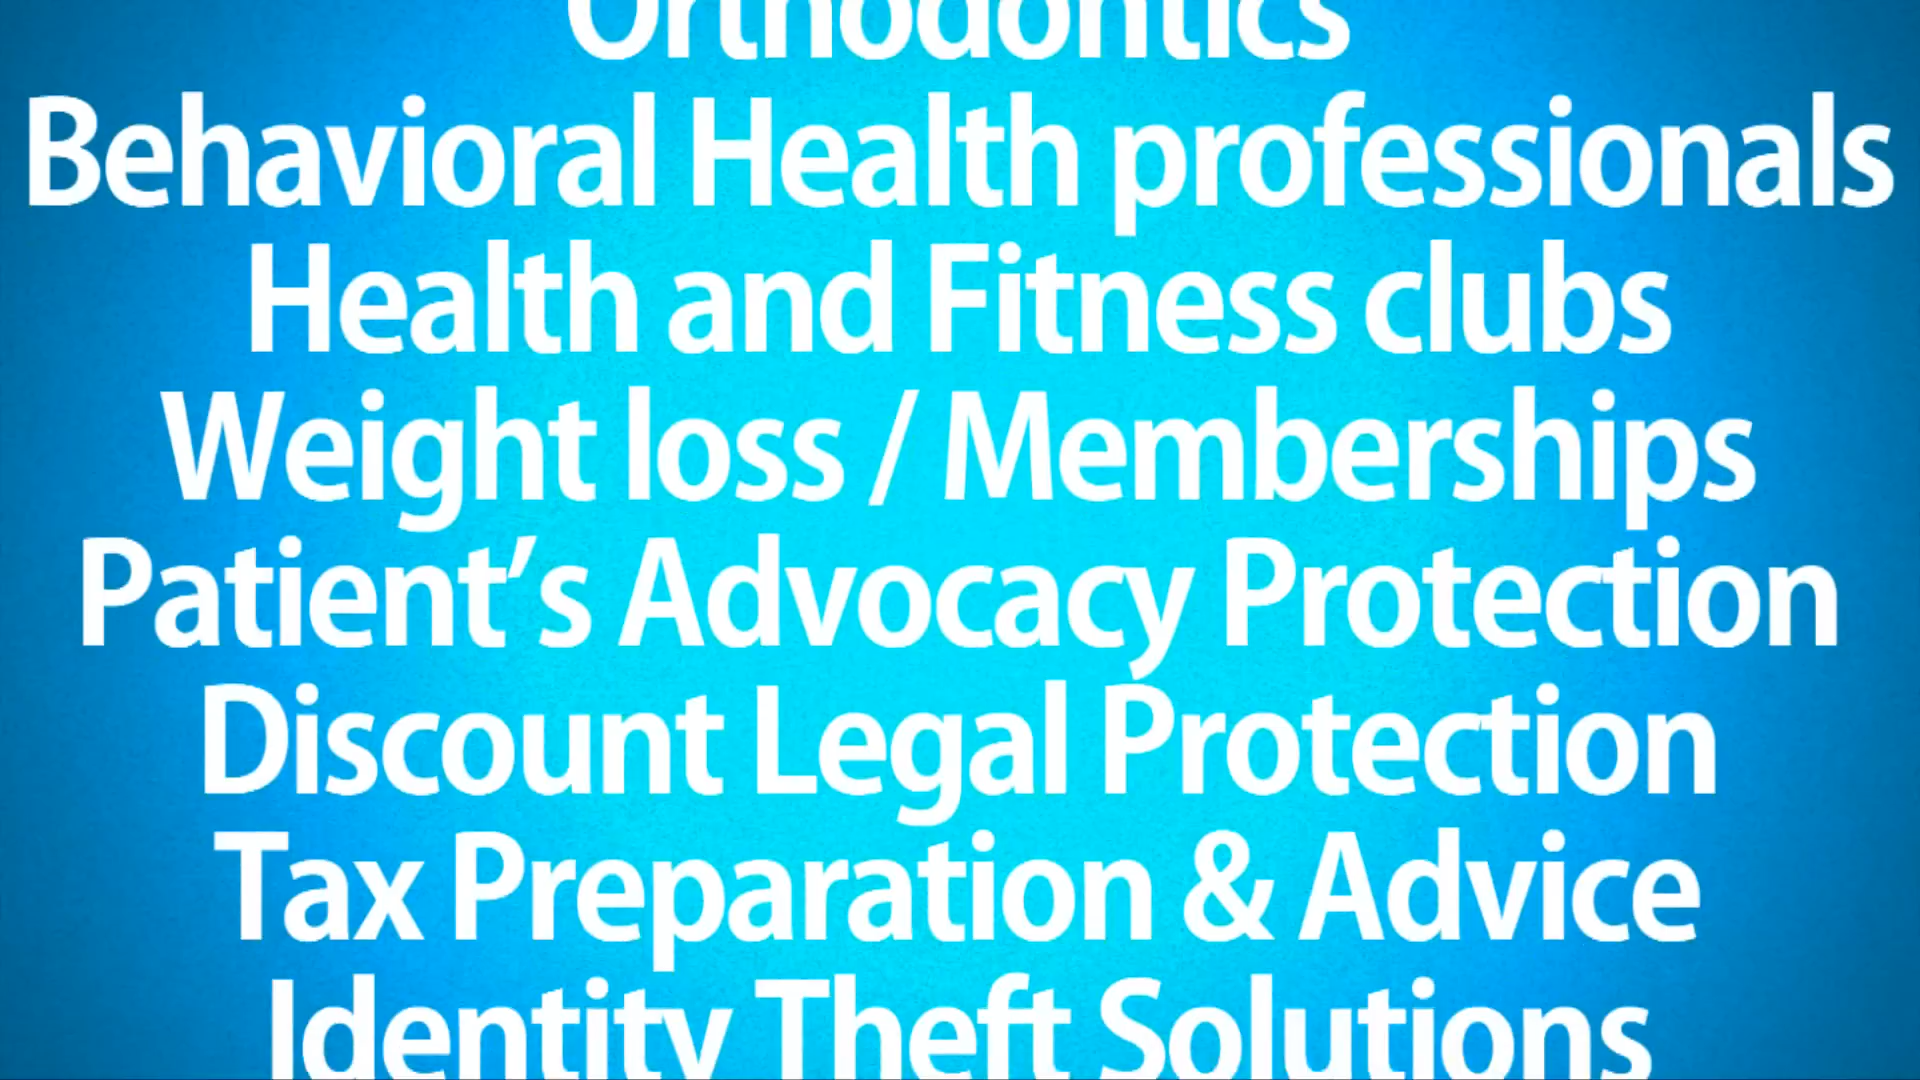 Orthodontics
Behavioral Health professionals
Health and Fitness clubs
Weight loss / Memberships
Patient’s Advocacy Protection
Discount Legal Protection
Tax Preparation & Advice
Identity Theft Solutions